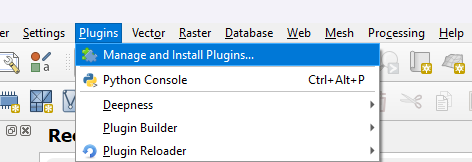 er Settings Plugins Vector Raster Database Web Mesh Processing Help
Manage and Install Plugins...
Python Console Ctrl+Alt+P
Deepness
Plugin Builder
Rec
Plugin Reloader